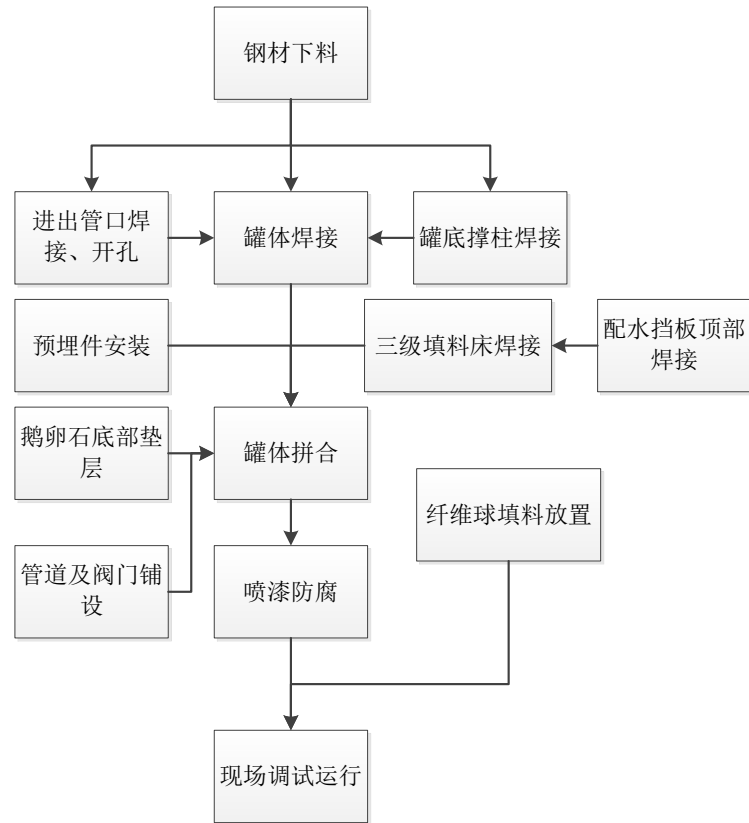 钢材下料
进出管口焊
接、开孔
罐体焊接
罐底撑柱焊接
预埋件安装
三级填料床焊接
配水挡板顶部
焊接
鹅卵石底部垫
层
罐体拼合
纤维球填料放置
管道及阀门铺
设
喷漆防腐
现场调试运行